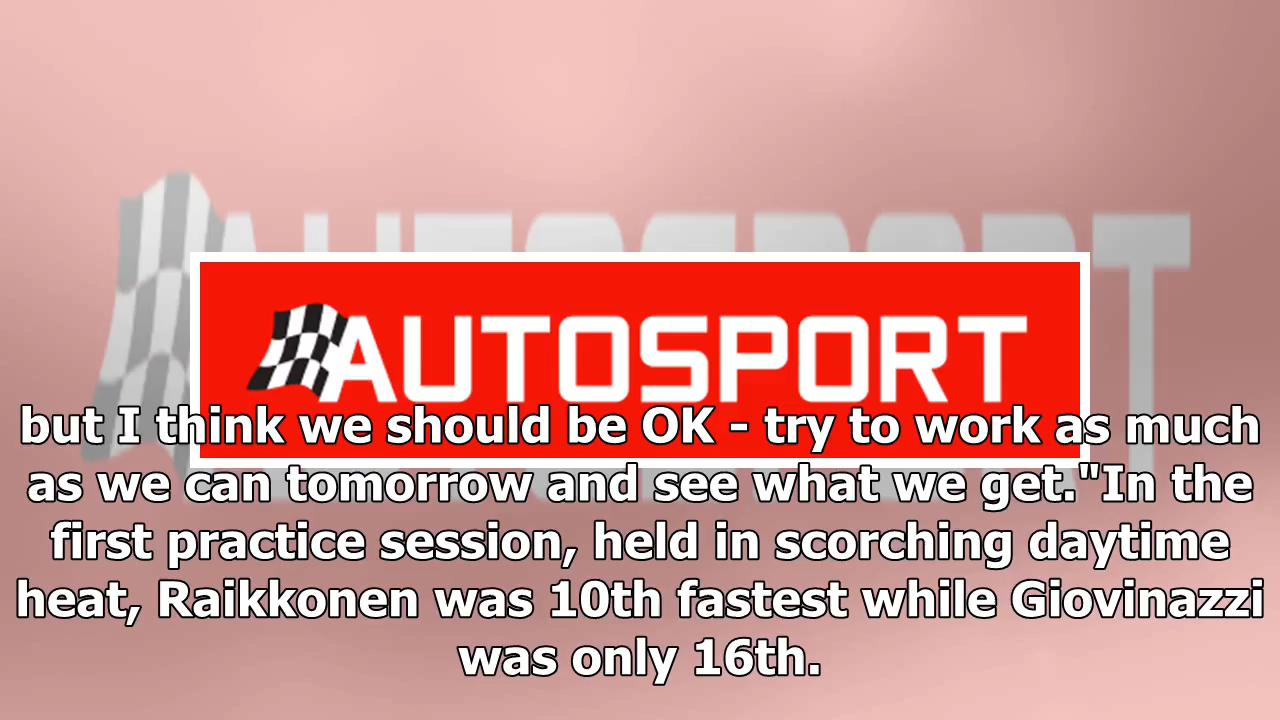 AUTOSPORT
AUTOSPORT
but I think we should be OK - try to work as much
as we can tomorrow and see what we get."In the
first practice session, held in scorching daytime
heat, Raikkonen was 10th fastest while Giovinazzi
was only 16th.